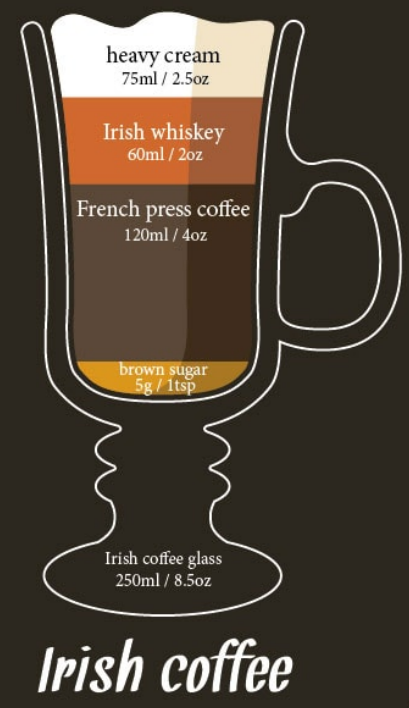 heavy cream
75ml / 2.5oz
Irish whiskey
60ml / 2oz
French press coffee
120ml / 4oz
brown sugar
5g / 1tsp
Irish coffee glass
250ml / 8.5oz
Irish coffee